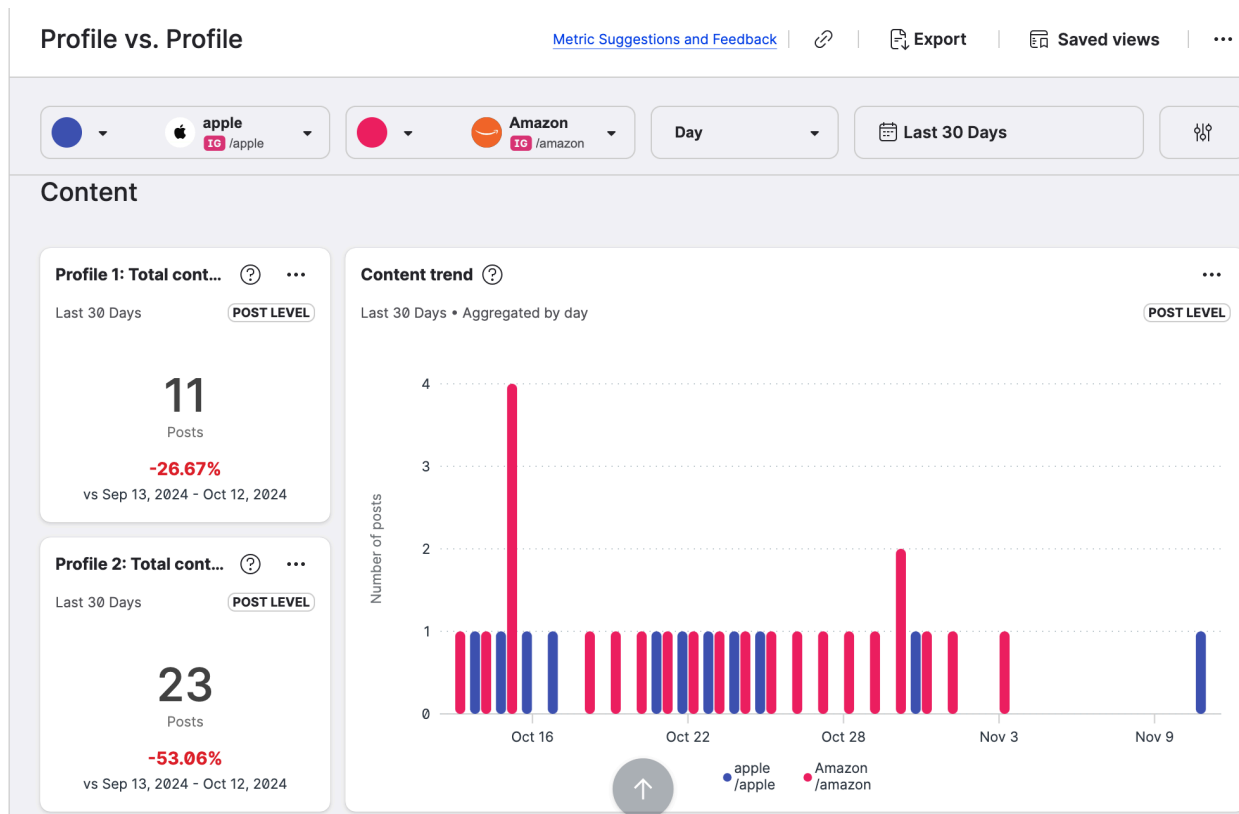 Profile vs. Profile
Metric Suggestions and Feedback
Export
Saved views
apple
IG /apple
Amazon
IG /amazon
Day
Last 30 Days
Content
Profile 1: Total cont...
Last 30 Days
POST LEVEL
11
Posts
-26.67%
vs Sep 13, 2024 - Oct 12, 2024
Profile 2: Total cont...
Last 30 Days
POST LEVEL
23
Posts
-53.06%
vs Sep 13, 2024 - Oct 12, 2024
Content trend
Last 30 Days • Aggregated by day
POST LEVEL
Number of posts
4
3
2
1
0
Oct 16
Oct 22
Oct 28
Nov 3
Nov 9
apple
/apple
Amazon
/amazon